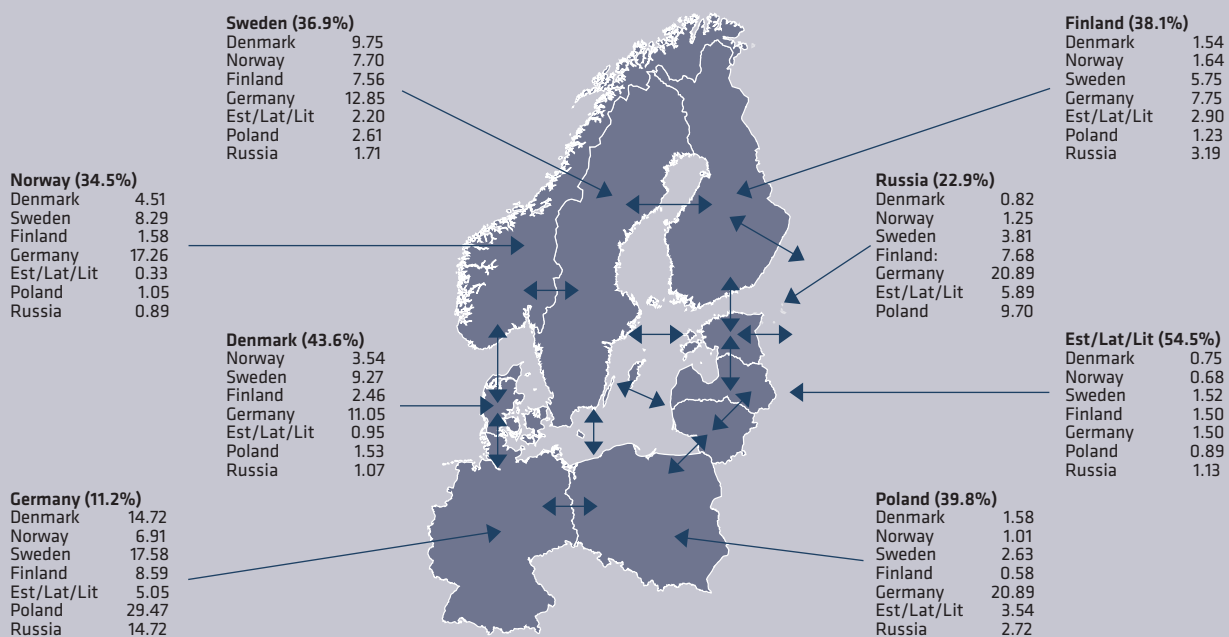 Sweden (36.9%)
Denmark 9.75
Norway 7.70
Finland 7.56
Germany 12.85
Est/Lat/Lit 2.20
Poland 2.61
Russia 1.71
Finland (38.1%)
Denmark 1.54
Norway 1.64
Sweden 5.75
Germany 7.75
Est/Lat/Lit 2.90
Poland 1.23
Russia 3.19
Norway (34.5%)
Denmark 4.51
Sweden 8.29
Finland 1.58
Germany 17.26
Est/Lat/Lit 0.33
Poland 1.05
Russia 0.89
Russia (22.9%)
Denmark 0.82
Norway 1.25
Sweden 3.81
Finland: 7.68
Germany 20.89
Est/Lat/Lit 5.89
Poland 9.70
Denmark (43.6%)
Norway 3.54
Sweden 9.27
Finland 2.46
Germany 11.05
Est/Lat/Lit 0.95
Poland 1.53
Russia 1.07
Est/Lat/Lit (54.5%)
Denmark 0.75
Norway 0.68
Sweden 1.52
Finland 1.50
Germany 1.50
Poland 0.89
Russia 1.13
Germany (11.2%)
Denmark 14.72
Norway 6.91
Sweden 17.58
Finland 8.59
Est/Lat/Lit 5.05
Poland 29.47
Russia 14.72
Poland (39.8%)
Denmark 1.58
Norway 1.01
Sweden 2.63
Finland 0.58
Germany 20.89
Est/Lat/Lit 3.54
Russia 2.72